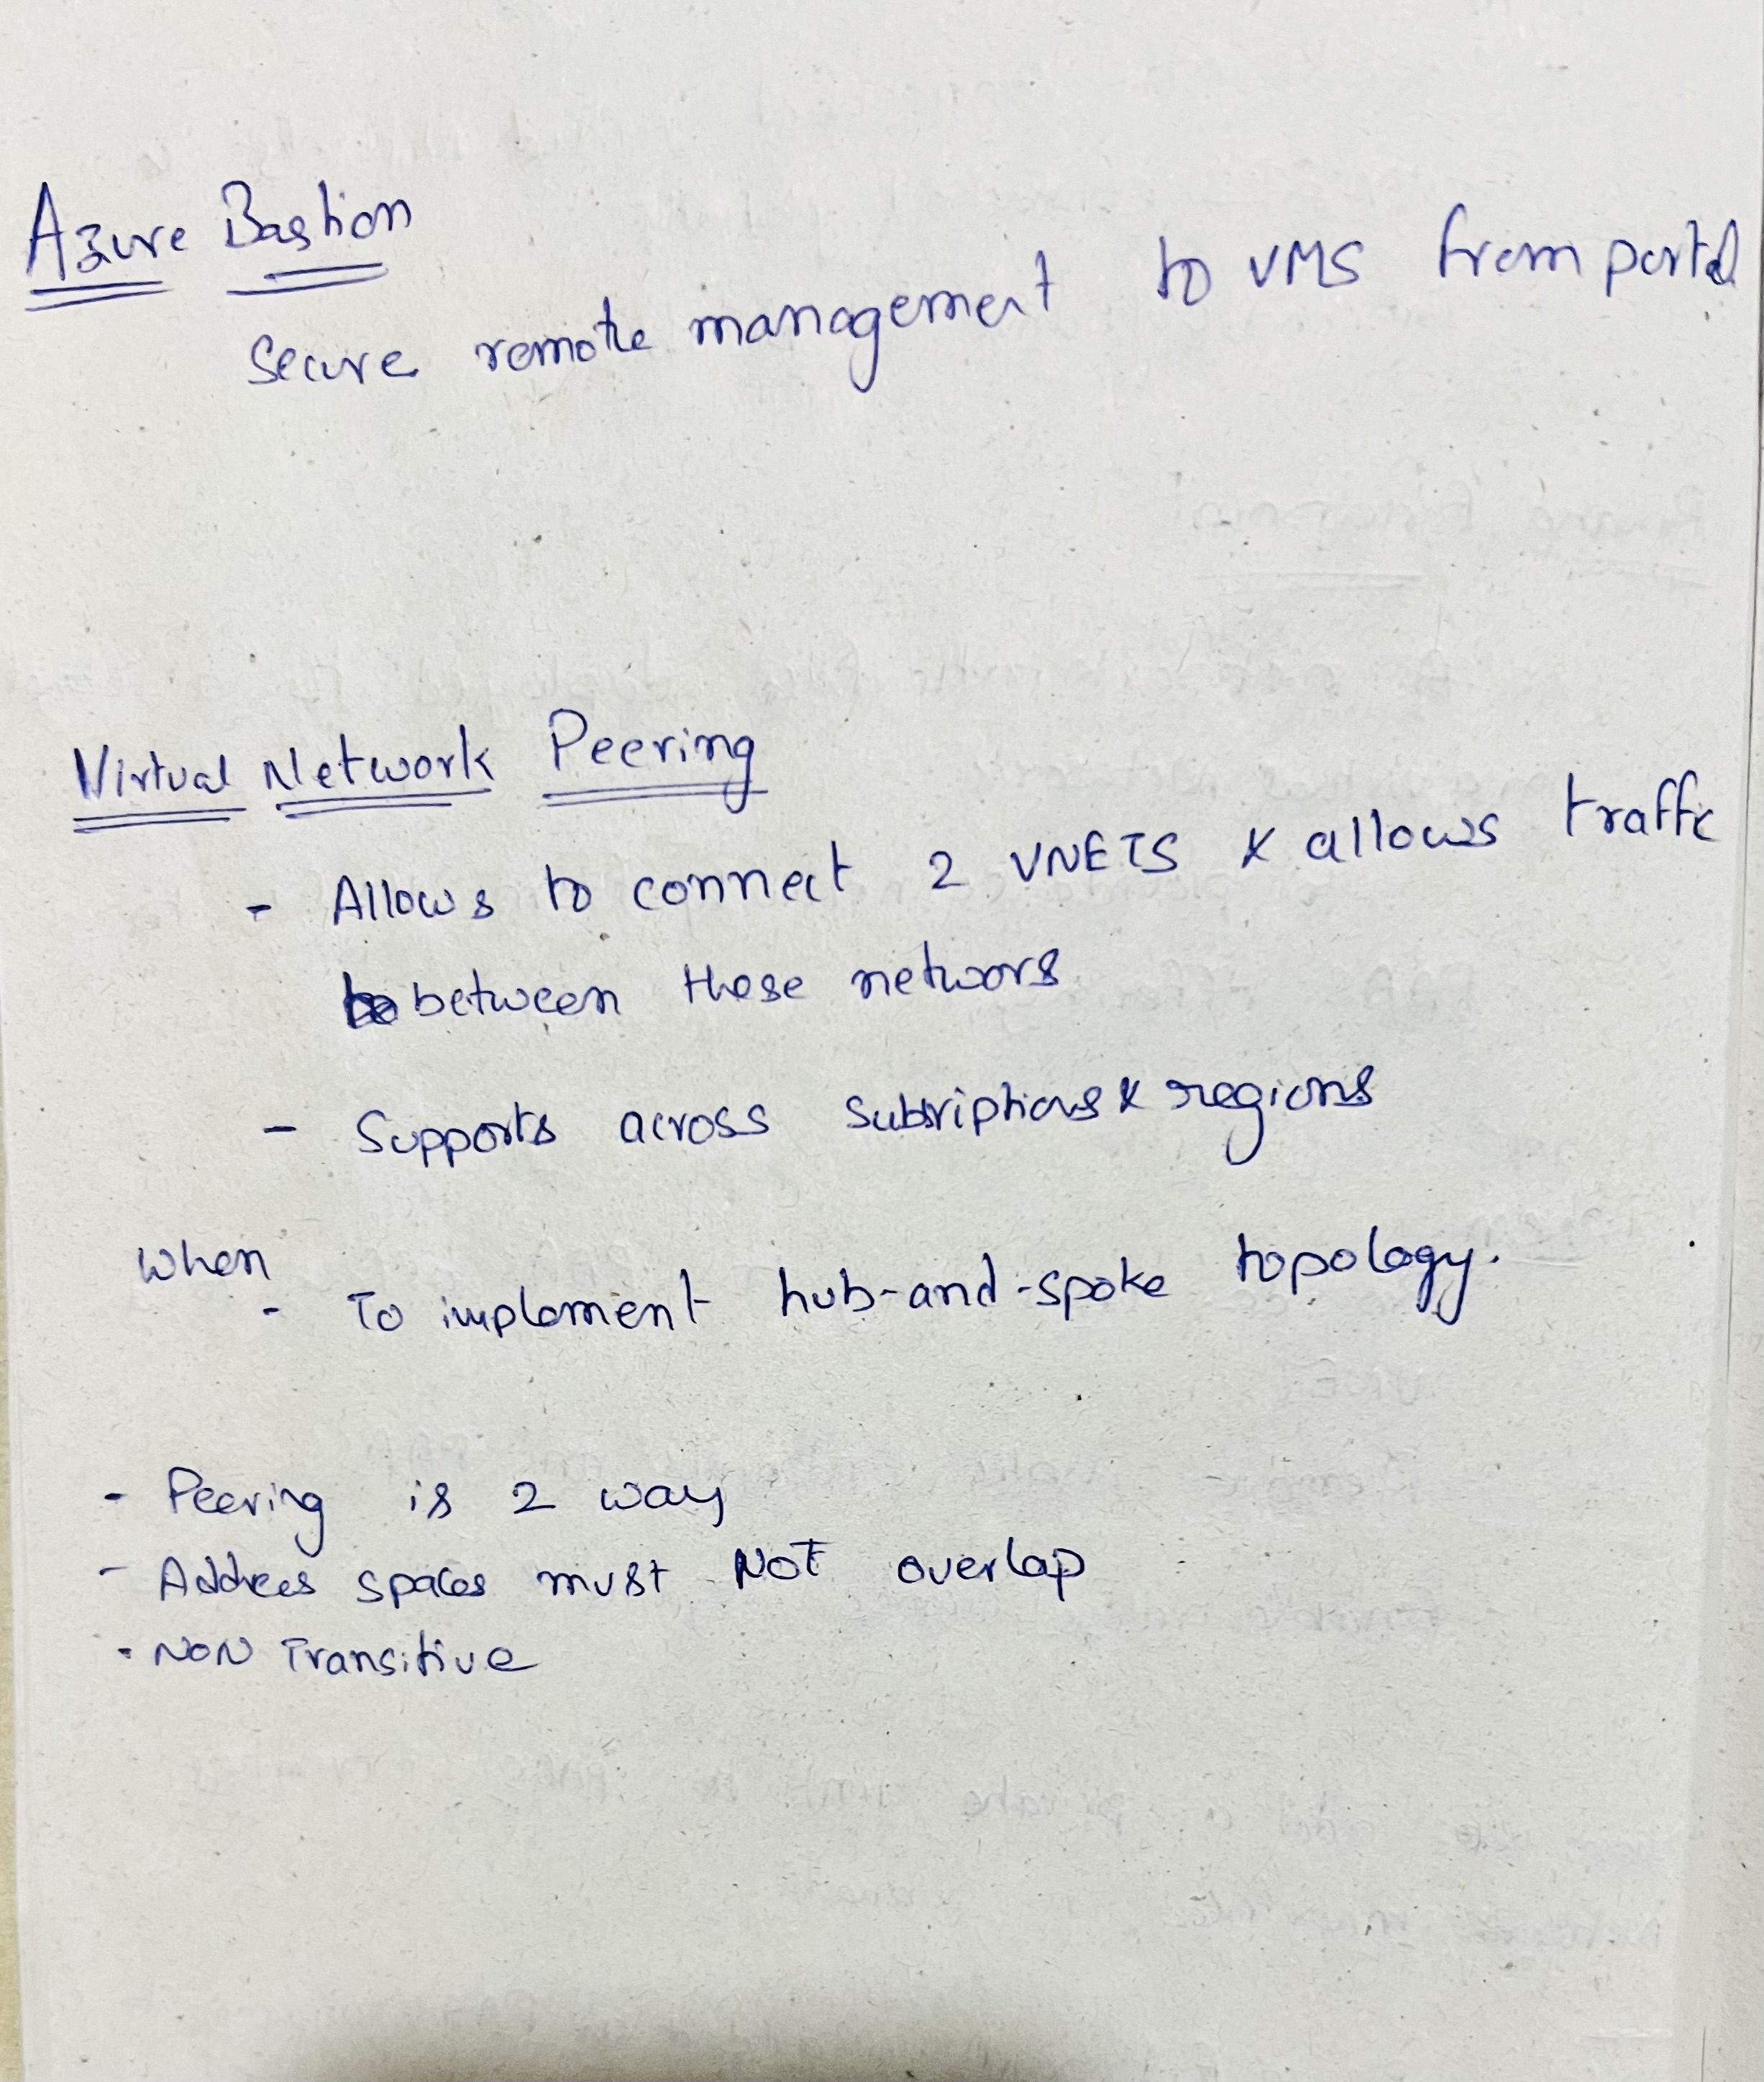 Azure Bastion
Secure remote management to VMS from portal
Virtual Network Peering
- Allows to connect 2 VNETS & allows traffic
between these networs
- Supports across subsriptions & regions
When
- To implement hub-and-spoke topology.
- Peering is 2 way
- Address spaces must NOT overlap
- NON Transitive